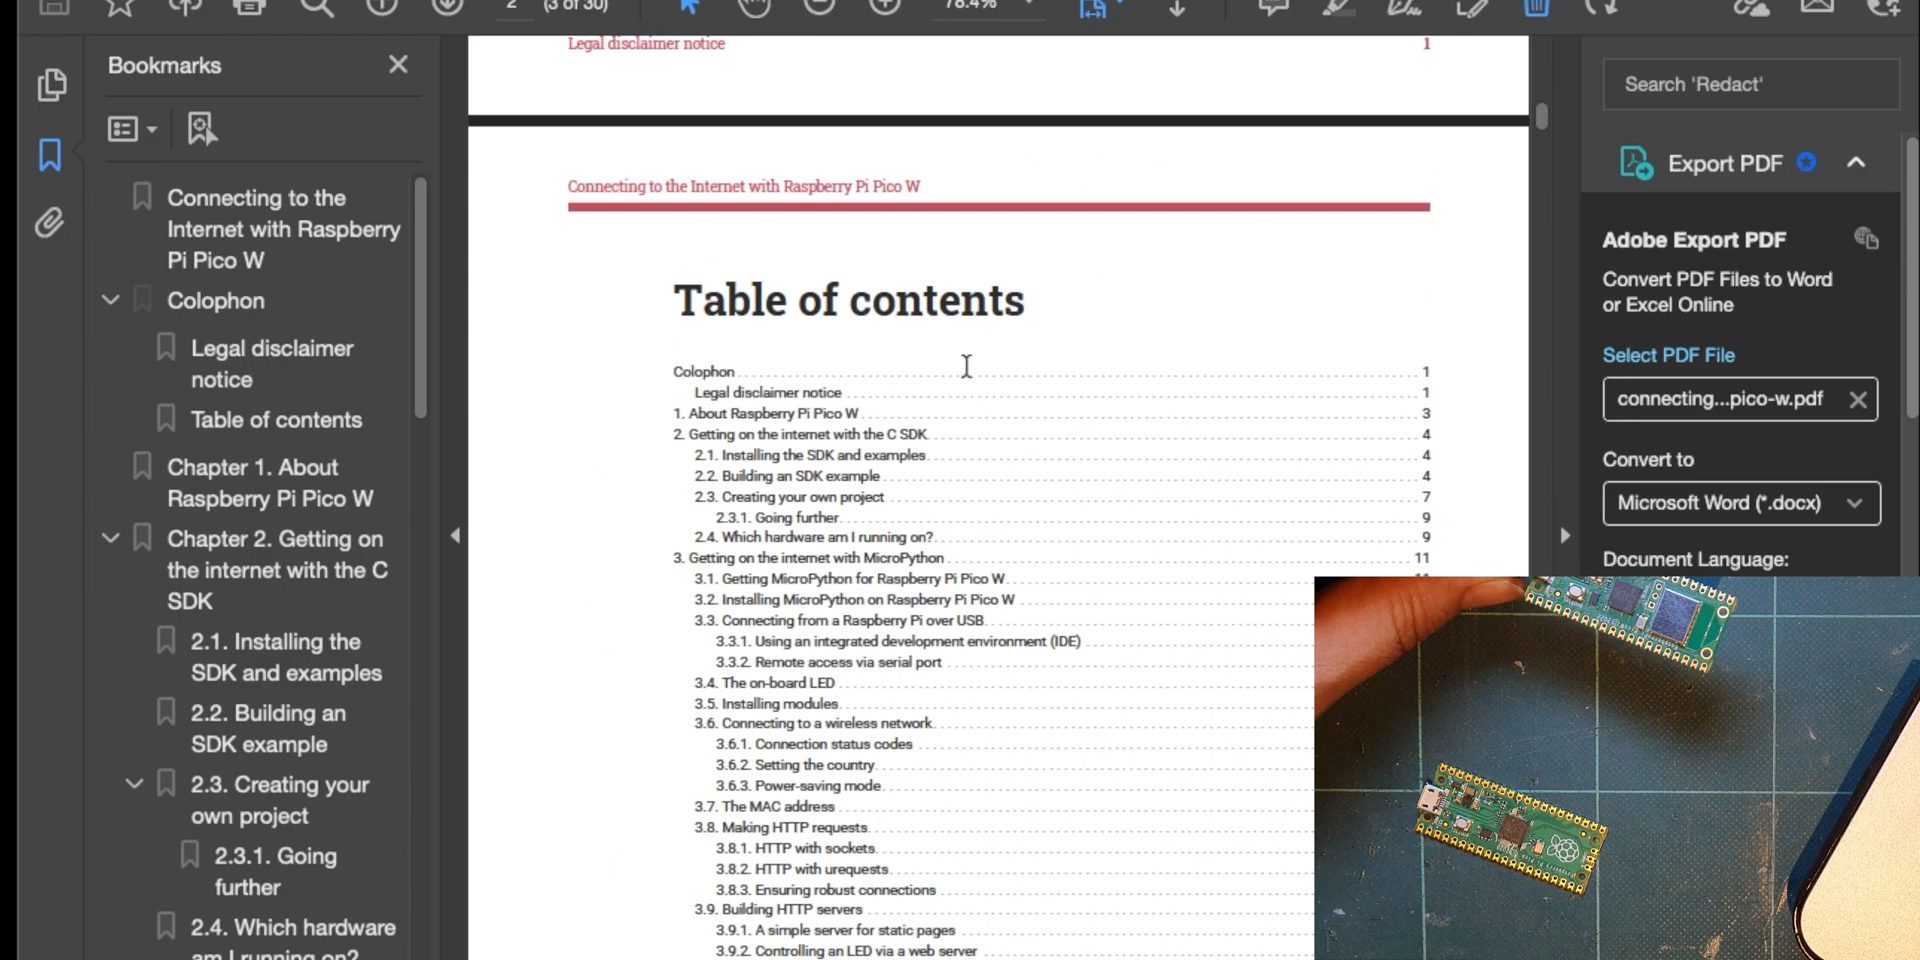 2
(3 of 30)
78.4%
Bookmarks
Connecting to the
Internet with Raspberry
Pi Pico W
Colophon
Legal disclaimer
notice
Table of contents
Chapter 1. About
Raspberry Pi Pico W
Chapter 2. Getting on
the internet with the C
SDK
2.1. Installing the
SDK and examples
2.2. Building an
SDK example
2.3. Creating your
own project
2.3.1. Going
further
2.4. Which hardware
am I running on?
Legal disclaimer notice 1
Connecting to the Internet with Raspberry Pi Pico W
Table of contents
Colophon 1
Legal disclaimer notice 1
1. About Raspberry Pi Pico W 3
2. Getting on the internet with the C SDK 4
2.1. Installing the SDK and examples 4
2.2. Building an SDK example 4
2.3. Creating your own project 7
2.3.1. Going further 9
2.4. Which hardware am I running on? 9
3. Getting on the internet with MicroPython 11
3.1. Getting MicroPython for Raspberry Pi Pico W 11
3.2. Installing MicroPython on Raspberry Pi Pico W
3.3. Connecting from a Raspberry Pi over USB
3.3.1. Using an integrated development environment (IDE)
3.3.2. Remote access via serial port
3.4. The on-board LED
3.5. Installing modules
3.6. Connecting to a wireless network
3.6.1. Connection status codes
3.6.2. Setting the country
3.6.3. Power-saving mode
3.7. The MAC address
3.8. Making HTTP requests
3.8.1. HTTP with sockets
3.8.2. HTTP with urequests
3.8.3. Ensuring robust connections
3.9. Building HTTP servers
3.9.1. A simple server for static pages
3.9.2. Controlling an LED via a web server
Search 'Redact'
Export PDF
Adobe Export PDF
Convert PDF Files to Word
or Excel Online
Select PDF File
connecting...pico-w.pdf
Convert to
Microsoft Word (*.docx)
Document Language: